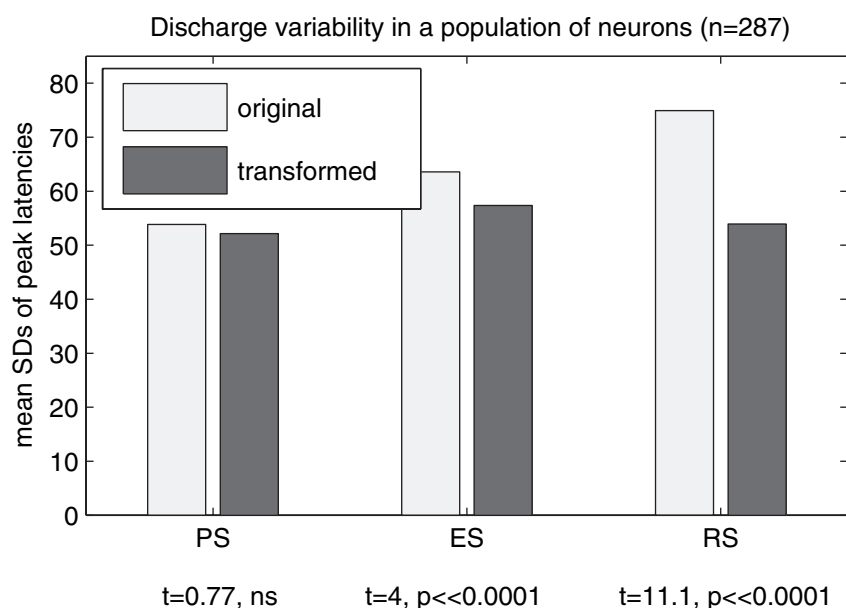 Discharge variability in a population of neurons (n=287)
mean SDs of peak latencies
80
70
60
50
40
30
20
10
0
original
transformed
PS ES RS
t=0.77, ns t=4, p<<0.0001 t=11.1, p<<0.0001